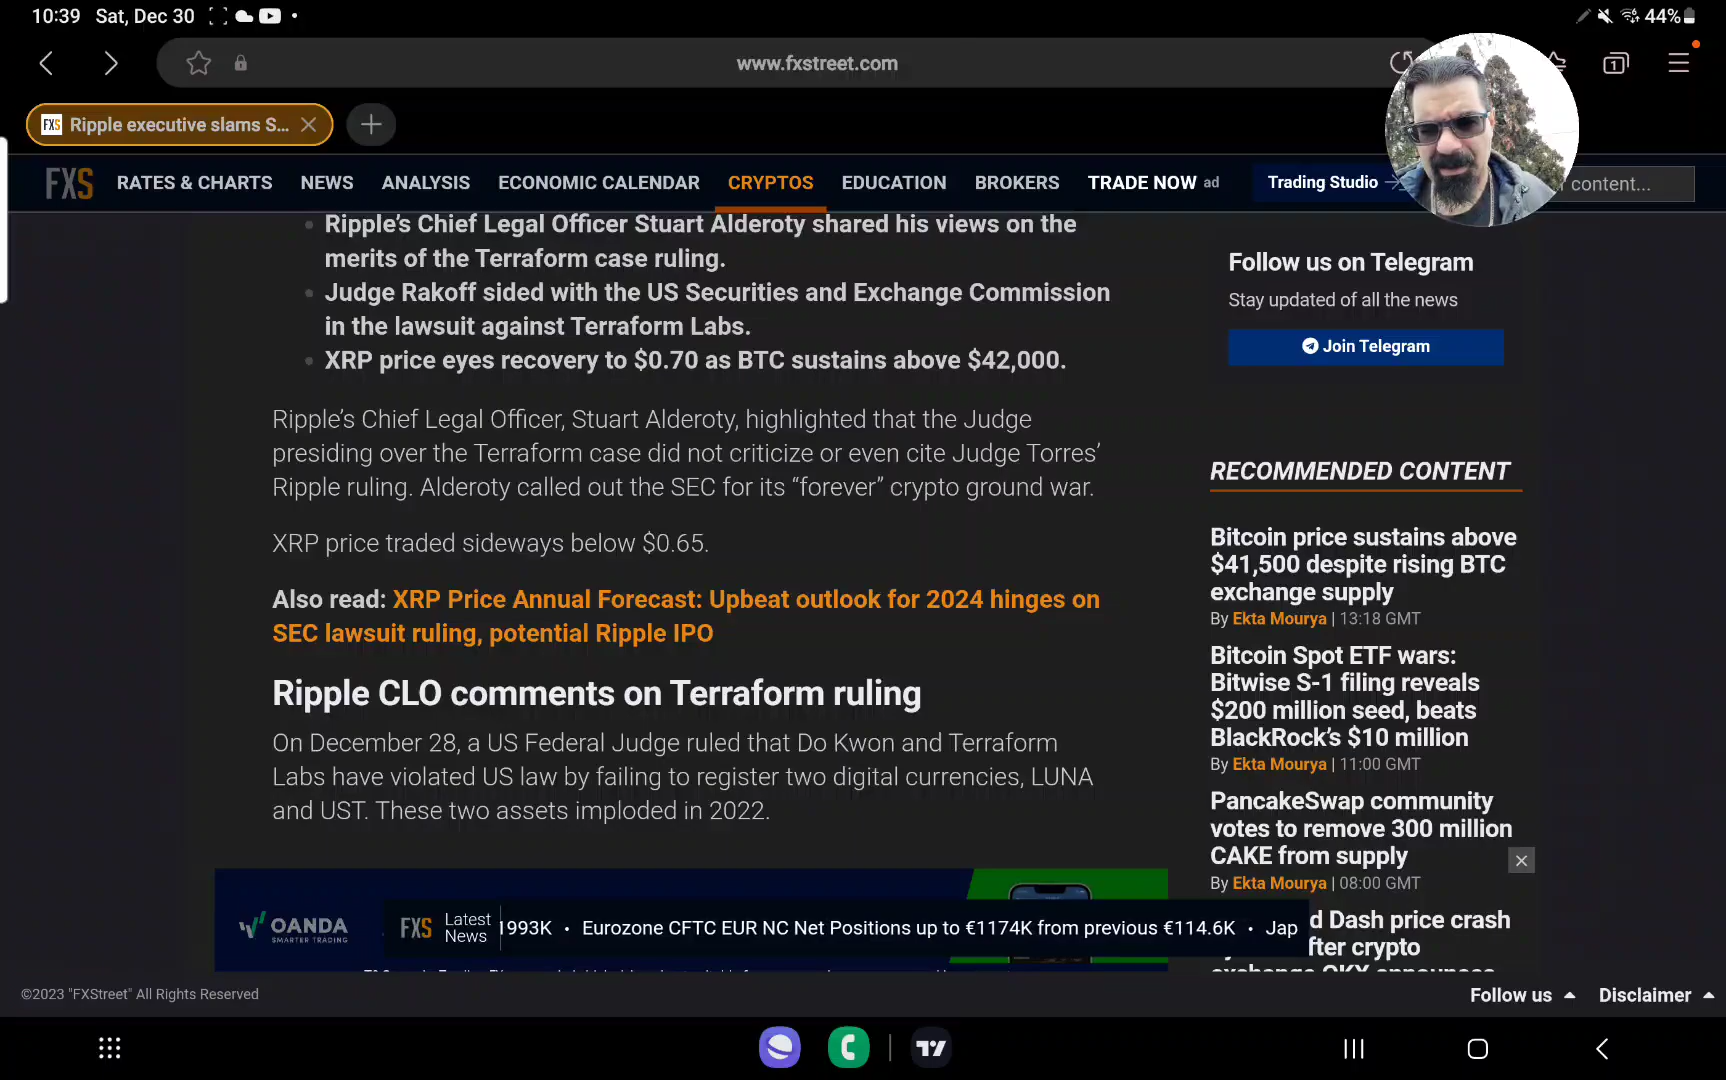 10:39 Sat, Dec 30
44%
www.fxstreet.com
1
FXS Ripple executive slams S...
FXS RATES & CHARTS NEWS ANALYSIS ECONOMIC CALENDAR CRYPTOS EDUCATION BROKERS TRADE NOW ad Trading Studio content...
Ripple’s Chief Legal Officer Stuart Alderoty shared his views on the
merits of the Terraform case ruling.
Judge Rakoff sided with the US Securities and Exchange Commission
in the lawsuit against Terraform Labs.
XRP price eyes recovery to $0.70 as BTC sustains above $42,000.
Ripple’s Chief Legal Officer, Stuart Alderoty, highlighted that the Judge
presiding over the Terraform case did not criticize or even cite Judge Torres’
Ripple ruling. Alderoty called out the SEC for its “forever” crypto ground war.
XRP price traded sideways below $0.65.
Also read: XRP Price Annual Forecast: Upbeat outlook for 2024 hinges on
SEC lawsuit ruling, potential Ripple IPO
Ripple CLO comments on Terraform ruling
On December 28, a US Federal Judge ruled that Do Kwon and Terraform
Labs have violated US law by failing to register two digital currencies, LUNA
and UST. These two assets imploded in 2022.
Follow us on Telegram
Stay updated of all the news
Join Telegram
RECOMMENDED CONTENT
Bitcoin price sustains above
$41,500 despite rising BTC
exchange supply
By Ekta Mourya | 13:18 GMT
Bitcoin Spot ETF wars:
Bitwise S-1 filing reveals
$200 million seed, beats
BlackRock’s $10 million
By Ekta Mourya | 11:00 GMT
PancakeSwap community
votes to remove 300 million
CAKE from supply
By Ekta Mourya | 08:00 GMT
d Dash price crash
fter crypto
exchange OKX announces
OANDA
SMARTER TRADING
FXS Latest
News
1993K • Eurozone CFTC EUR NC Net Positions up to €1174K from previous €114.6K • Jap
©2023 "FXStreet" All Rights Reserved
Follow us Disclaimer